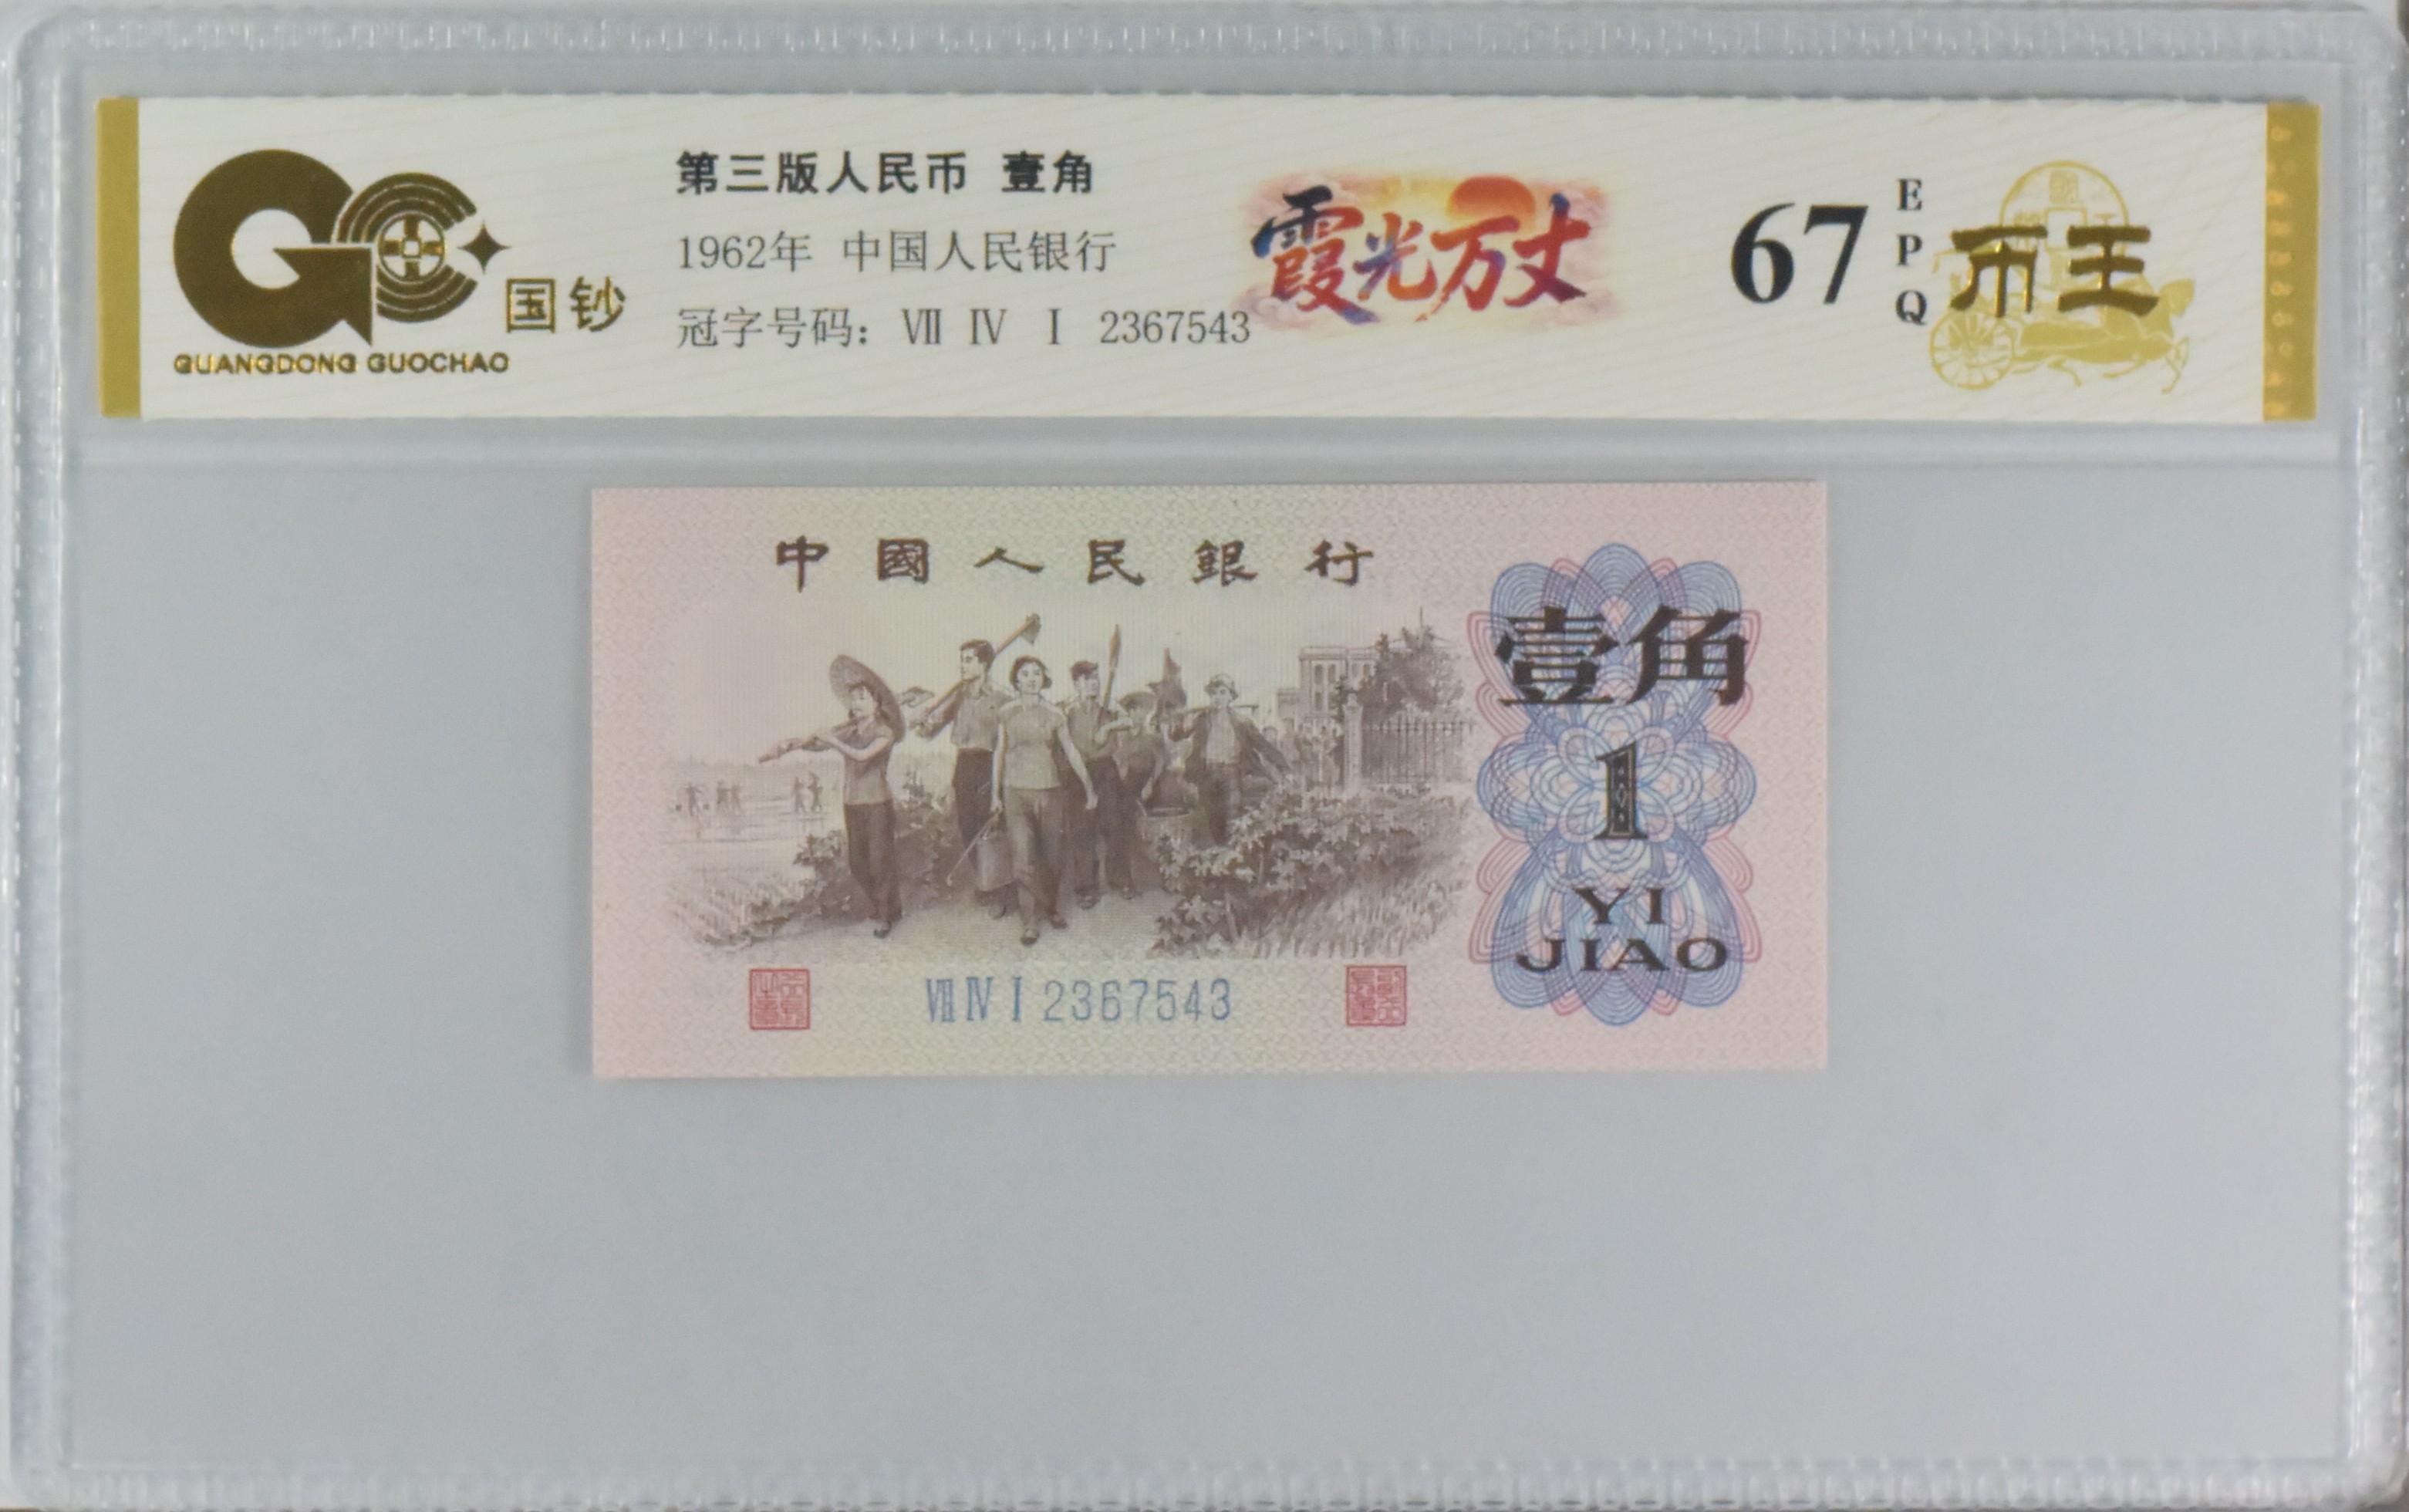 国钞
GUANGDONG GUOCHAO
第三版人民币 壹角
1962年 中国人民银行
冠字号码: Ⅶ Ⅳ Ⅰ 2367543
霞光万丈
67
EPQ
币王
中國人民銀行
壹角
1
YI
JIAO
Ⅶ Ⅳ Ⅰ 2367543